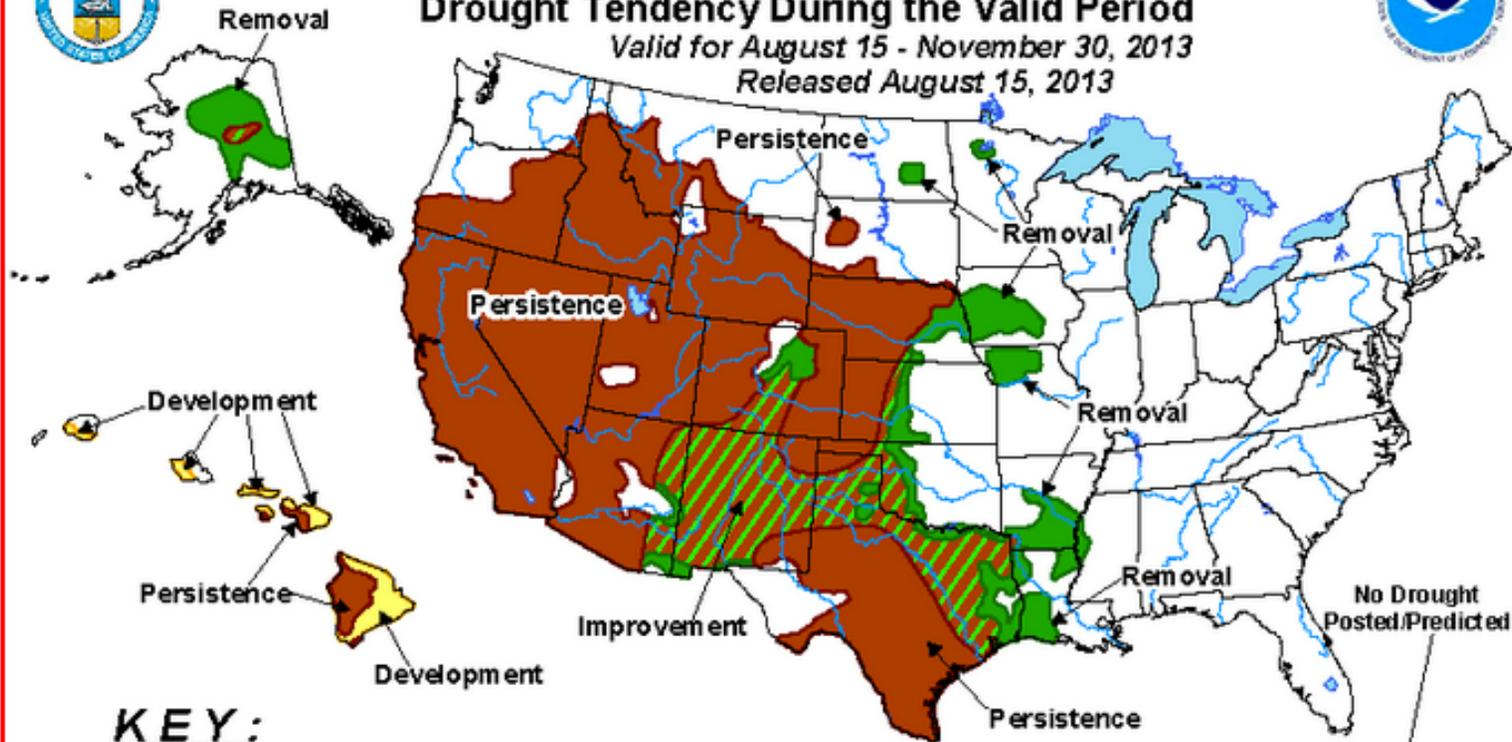 Drought Tendency During the Valid Period
Valid for August 15 - November 30, 2013
Released August 15, 2013
Removal
Persistence
Removal
Persistence
Development
Removal
Removal
Persistence
Improvement
No Drought
Posted/Predicted
Development
Persistence
KEY: